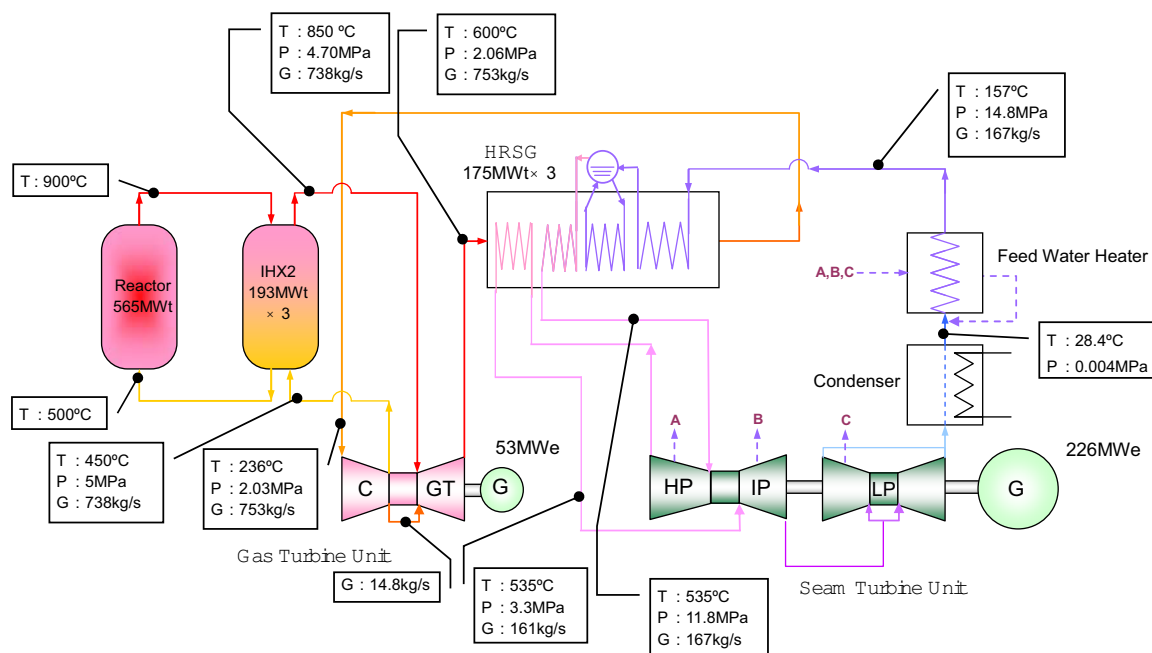 T : 850 ºC
P : 4.70MPa
G : 738kg/s
T : 600ºC
P : 2.06MPa
G : 753kg/s
T : 157ºC
P : 14.8MPa
G : 167kg/s
HRSG
175MWt× 3
T : 900ºC
Reactor
565MWt
IHX2
193MWt
× 3
A,B,C
Feed Water Heater
T : 28.4ºC
P : 0.004MPa
Condenser
T : 500ºC
T : 450ºC
P : 5MPa
G : 738kg/s
T : 236ºC
P : 2.03MPa
G : 753kg/s
53MWe
C
GT
G
A
B
C
HP
IP
LP
G
226MWe
Gas Turbine Unit
G : 14.8kg/s
T : 535ºC
P : 3.3MPa
G : 161kg/s
T : 535ºC
P : 11.8MPa
G : 167kg/s
Seam Turbine Unit